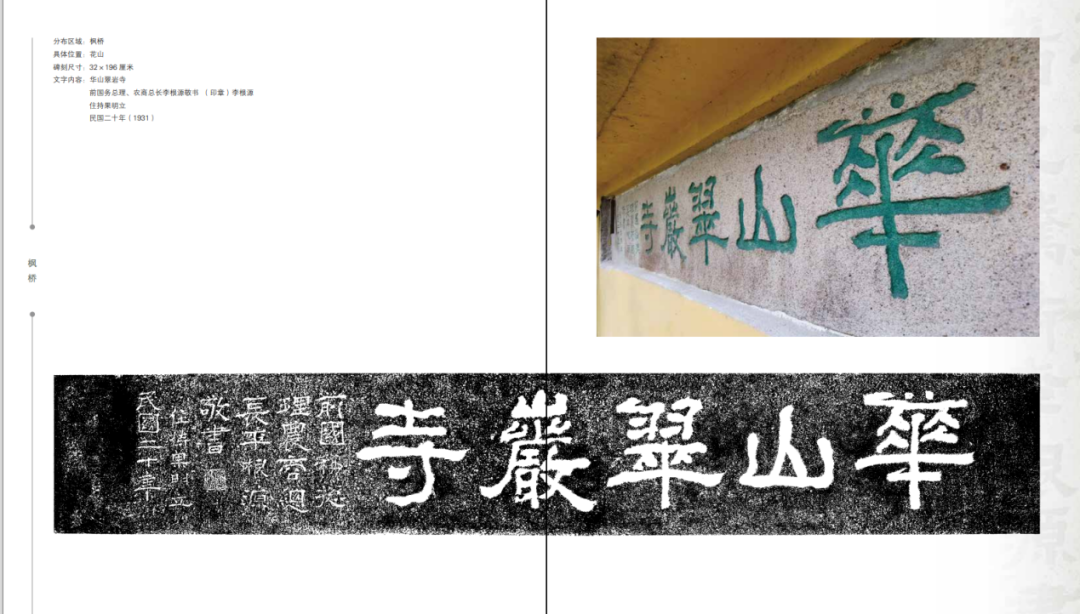 分布区域：枫桥
具体位置：花山
碑刻尺寸：32×196厘米
文字内容：华山翠岩寺
前国务总理、农商总长李根源敬书（印章）李根源
住持果明立
民国二十年（1931）
枫桥
華山翠巖寺
華山翠巖寺
前國務總
理農商總
長李根源
敬書
住持果明立
民國二十年